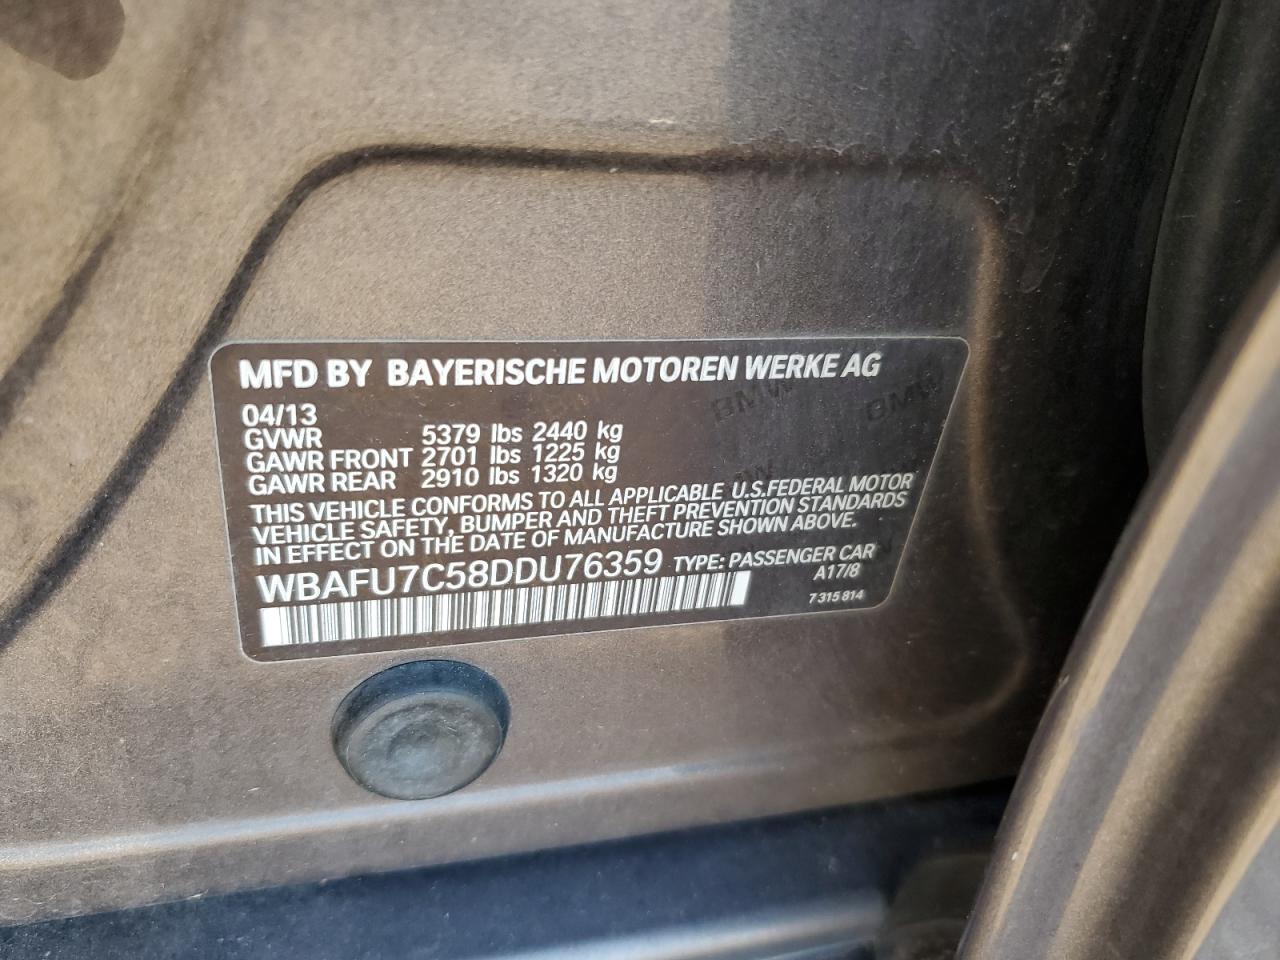 MFD BY BAYERISCHE MOTOREN WERKE AG
04/13
GVWR 5379 lbs 2440 kg
GAWR FRONT 2701 lbs 1225 kg
GAWR REAR 2910 lbs 1320 kg
THIS VEHICLE CONFORMS TO ALL APPLICABLE U.S.FEDERAL MOTOR
VEHICLE SAFETY, BUMPER AND THEFT PREVENTION STANDARDS
IN EFFECT ON THE DATE OF MANUFACTURE SHOWN ABOVE.
WBAFU7C58DDU76359 TYPE: PASSENGER CAR
A17/8
7 315 814
BMW
BMW